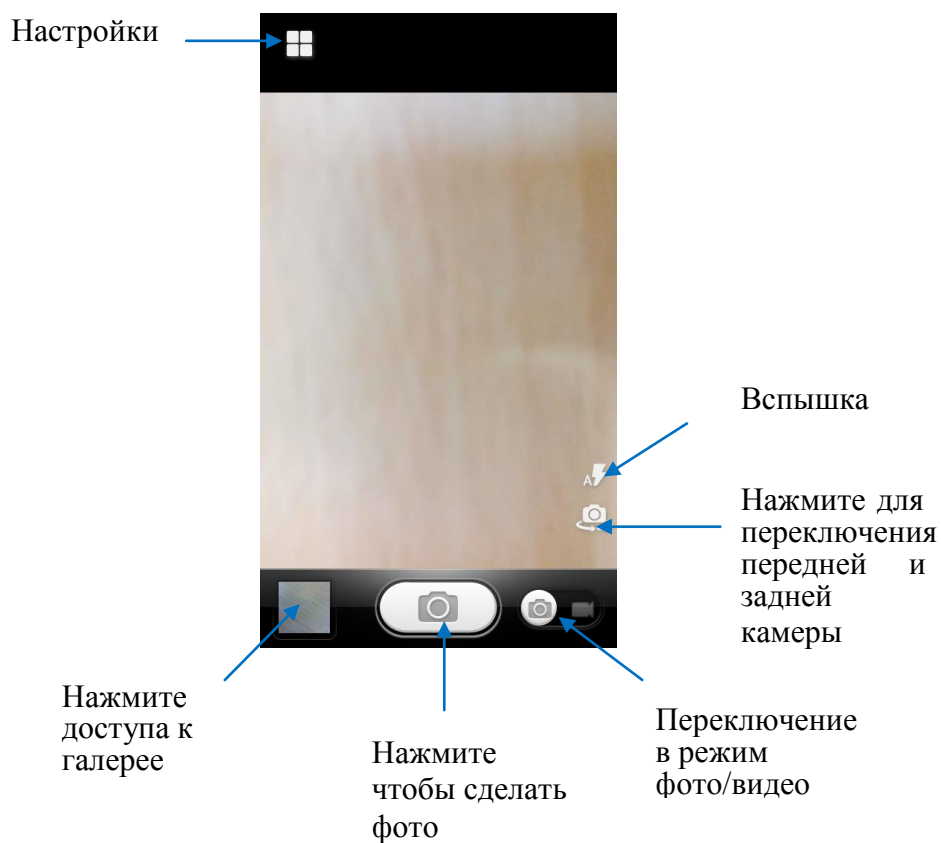 Настройки
Вспышка
Нажмите для
переключения
передней и
задней
камеры
Нажмите
доступа к
галерее
Нажмите
чтобы сделать
фото
Переключение
в режим
фото/видео
A